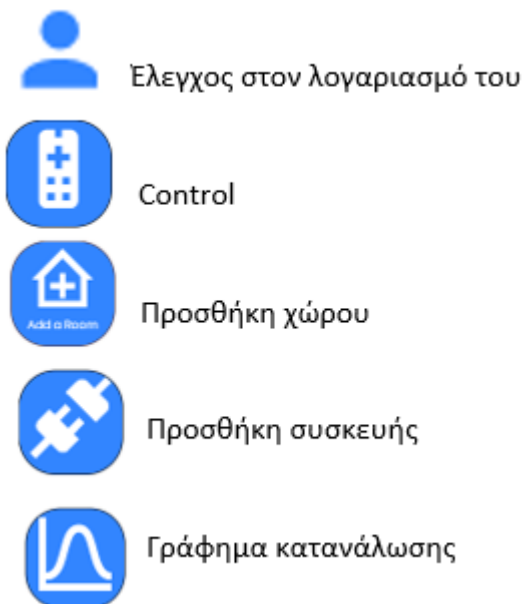 Έλεγχος στον λογαριασμό του
Control
Add a Room
Προσθήκη χώρου
Προσθήκη συσκευής
Γράφημα κατανάλωσης